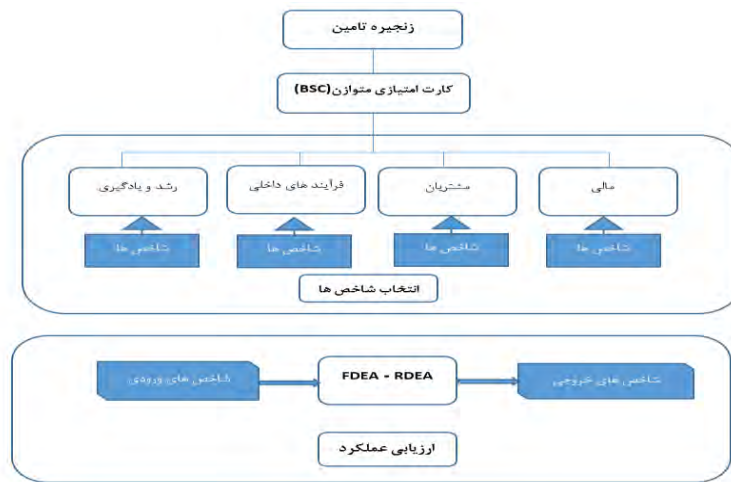 زنجیره تامین
کارت امتیازی متوازن(BSC)
مالی
مشتریان
فرآیند های داخلی
رشد و یادگیری
شاخص ها
شاخص ها
شاخص ها
شاخص ها
انتخاب شاخص ها
شاخص های ورودی
FDEA - RDEA
شاخص های خروجی
ارزیابی عملکرد